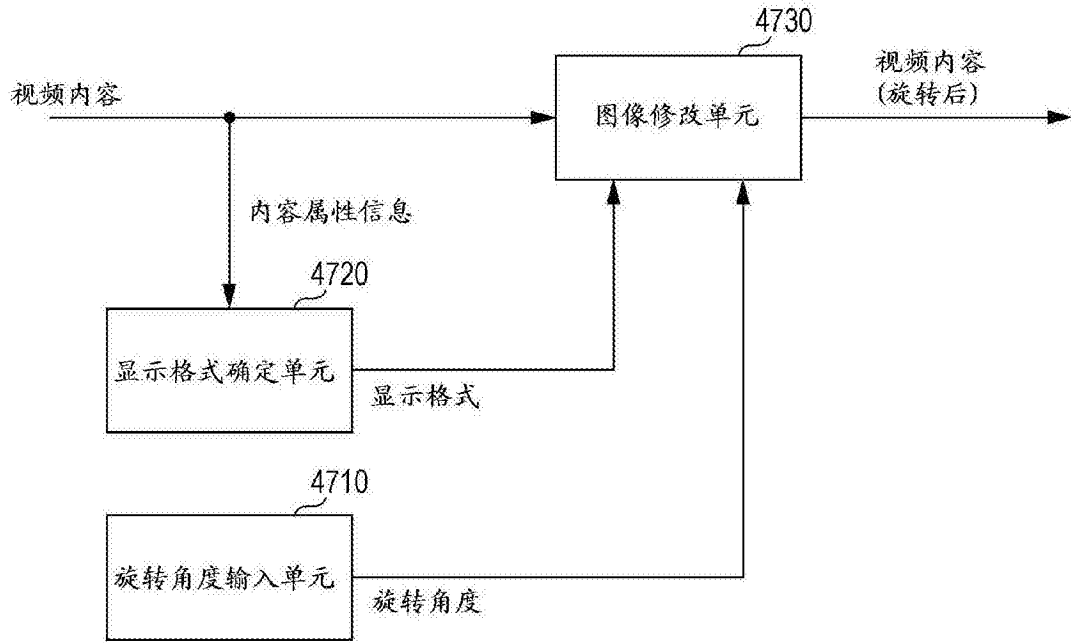 4730
视频内容
图像修改单元
视频内容
(旋转后)
内容属性信息
4720
显示格式确定单元
显示格式
4710
旋转角度输入单元
旋转角度